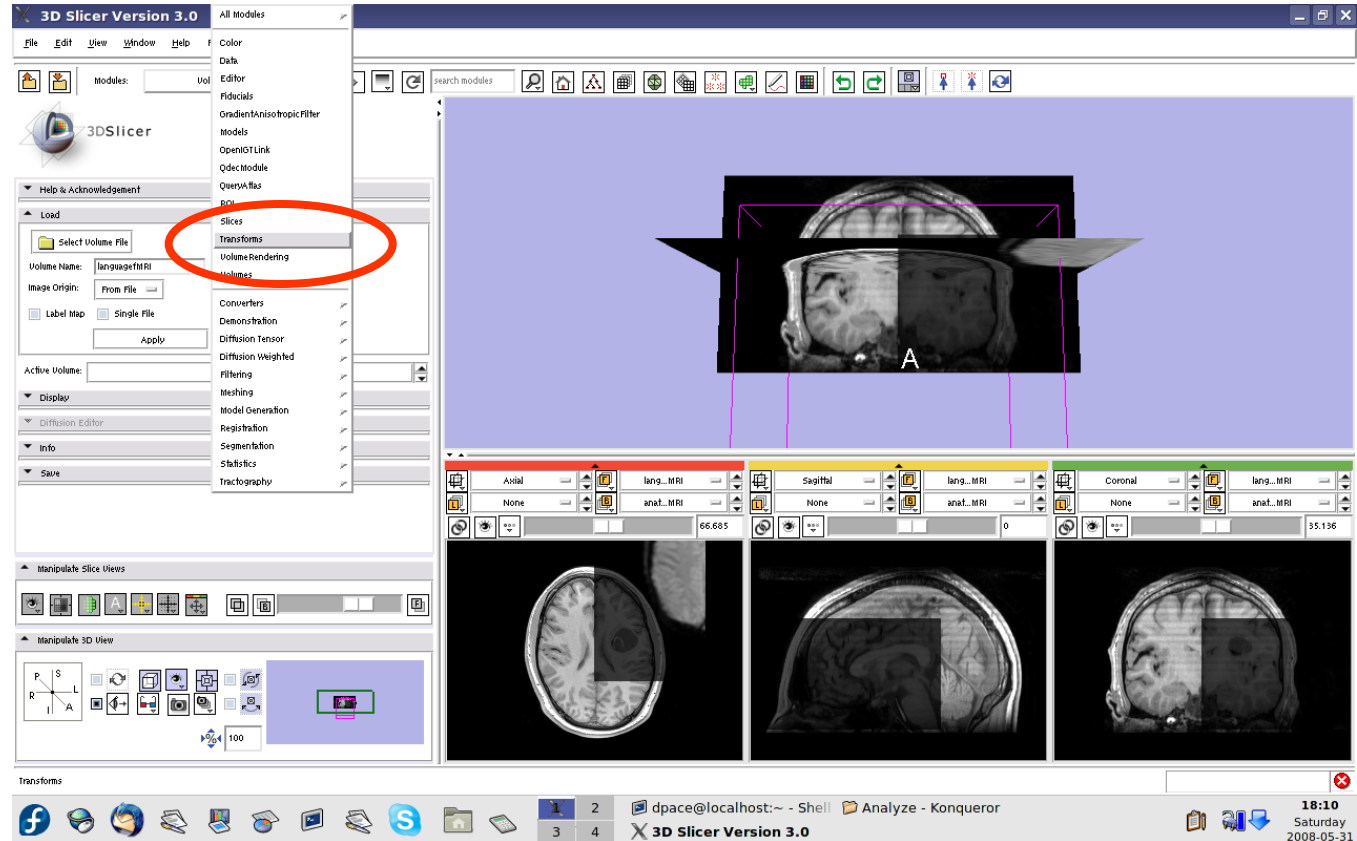 3D Slicer Version 3.0
File Edit View Window Help
Modules:
search modules
3DSlicer
All Modules
Color
Data
Editor
Fiducials
GradientAnisotropicFilter
Models
OpenIGTLink
QdecModule
QueryAtlas
ROI
Slices
Transforms
VolumeRendering
Volumes
Converters
Demonstration
Diffusion Tensor
Diffusion Weighted
Filtering
Meshing
Model Generation
Registration
Segmentation
Statistics
Tractography
Help & Acknowledgement
Load
Select Volume File
Volume Name: languagefMRI
Image Origin: From File
Label Map Single File
Apply
Active Volume:
Display
Diffusion Editor
Info
Save
Manipulate Slice Views
Manipulate 3D View
P S
R L
I A
100
A
Axial lang...MRI
None anat...MRI
66.685
Sagittal lang...MRI
None anat...MRI
0
Coronal lang...MRI
None anat...MRI
35.136
Transforms
1 2
3 4
dpace@localhost:~ - Shell
Analyze - Konqueror
3D Slicer Version 3.0
18:10
Saturday
2008-05-31